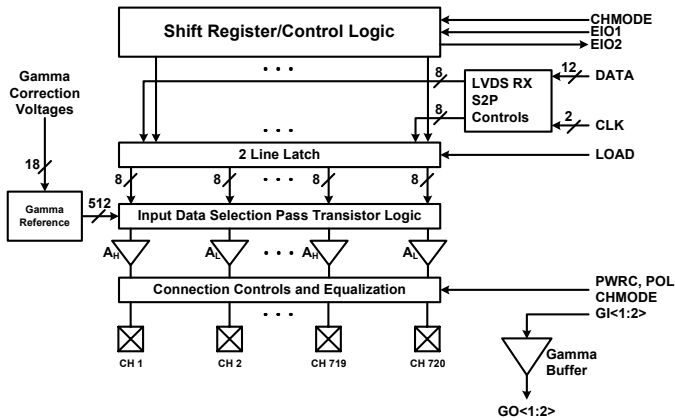 Shift Register/Control Logic
CHMODE
EIO1
EIO2
Gamma
Correction
Voltages
8
8
LVDS RX
S2P
Controls
12
DATA
2
CLK
2 Line Latch
LOAD
18
8
8
8
8
Gamma
Reference
512
Input Data Selection Pass Transistor Logic
AH
AL
AH
AL
Connection Controls and Equalization
PWRC, POL
CHMODE
GI<1:2>
CH 1
CH 2
CH 719
CH 720
Gamma
Buffer
GO<1:2>